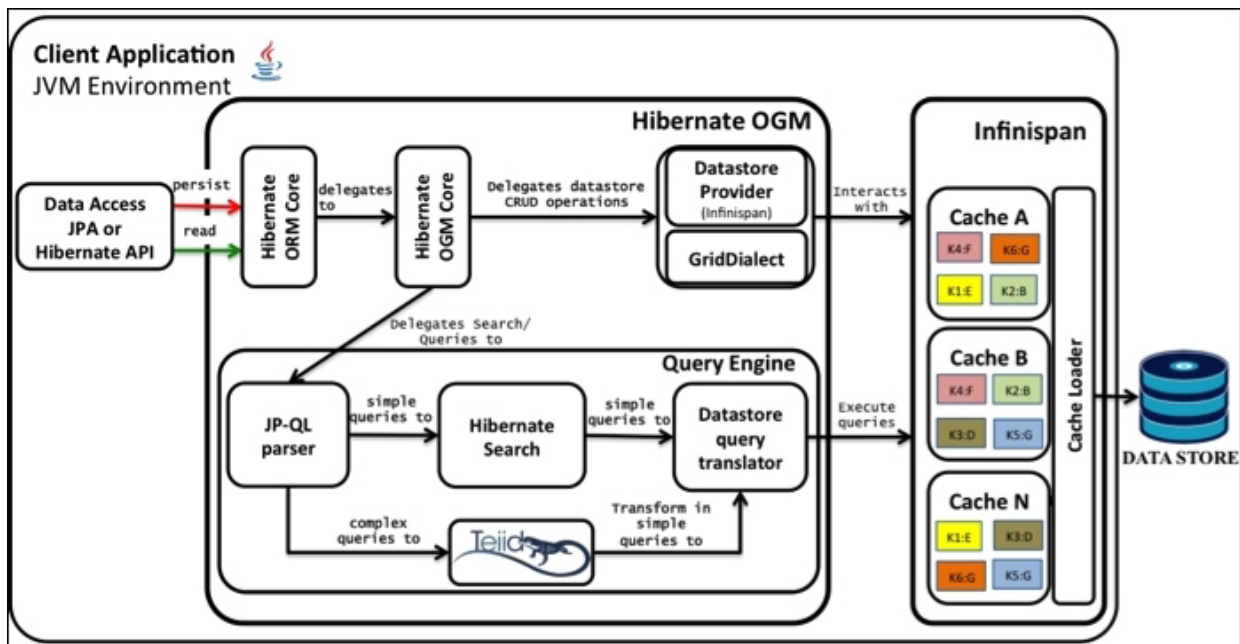 Client Application
JVM Environment
Hibernate OGM
Infinispan
Data Access
JPA or
Hibernate API
persist
read
Hibernate
ORM Core
delegates
to
Hibernate
OGM Core
Delegates datastore
CRUD operations
Datastore
Provider
(Infinispan)
GridDialect
Interacts
with
Cache A
K4:F
K6:G
K1:E
K2:B
Delegates Search/
Queries to
Query Engine
JP-QL
parser
simple
queries to
Hibernate
Search
simple
queries to
Datastore
query
translator
Execute
queries
Cache B
K4:F
K2:B
K3:D
K5:G
complex
queries to
Teiid
Transform in
simple
queries to
Cache N
K1:E
K3:D
K6:G
K5:G
Cache Loader
DATA STORE